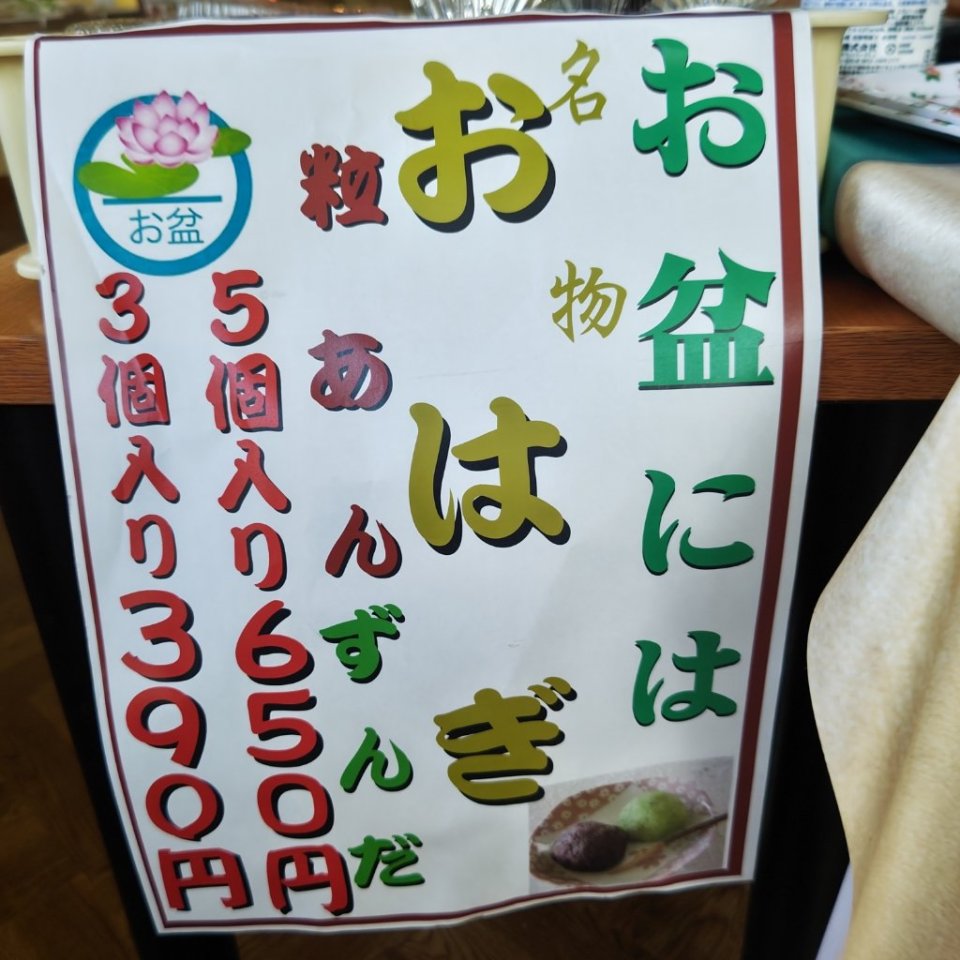 お盆には
名物
おはぎ
粒あんずんだ
5個入り650円
3個入り390円
お盆